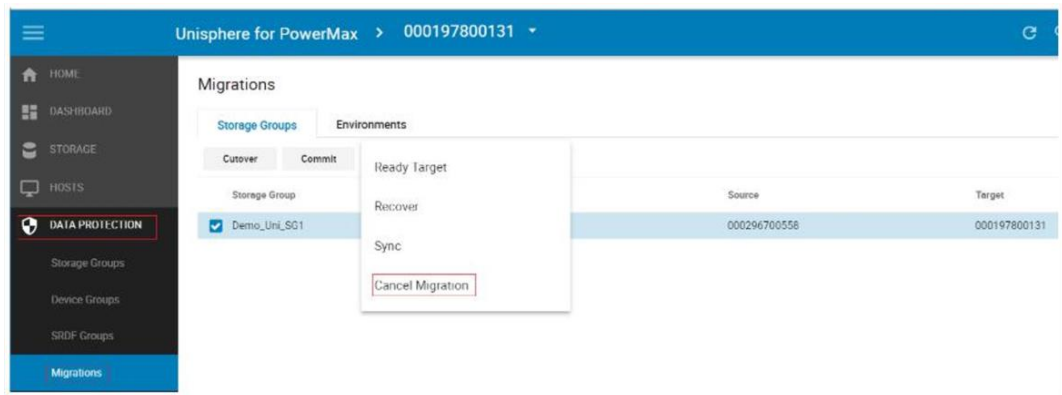 Unisphere for PowerMax > 000197800131
HOME
DASHBOARD
STORAGE
HOSTS
DATA PROTECTION
Storage Groups
Device Groups
SRDF Groups
Migrations
Migrations
Storage Groups Environments
Cutover Commit
Ready Target
Recover
Sync
Cancel Migration
Storage Group Source Target
Demo_Uni_SG1 000296700558 000197800131